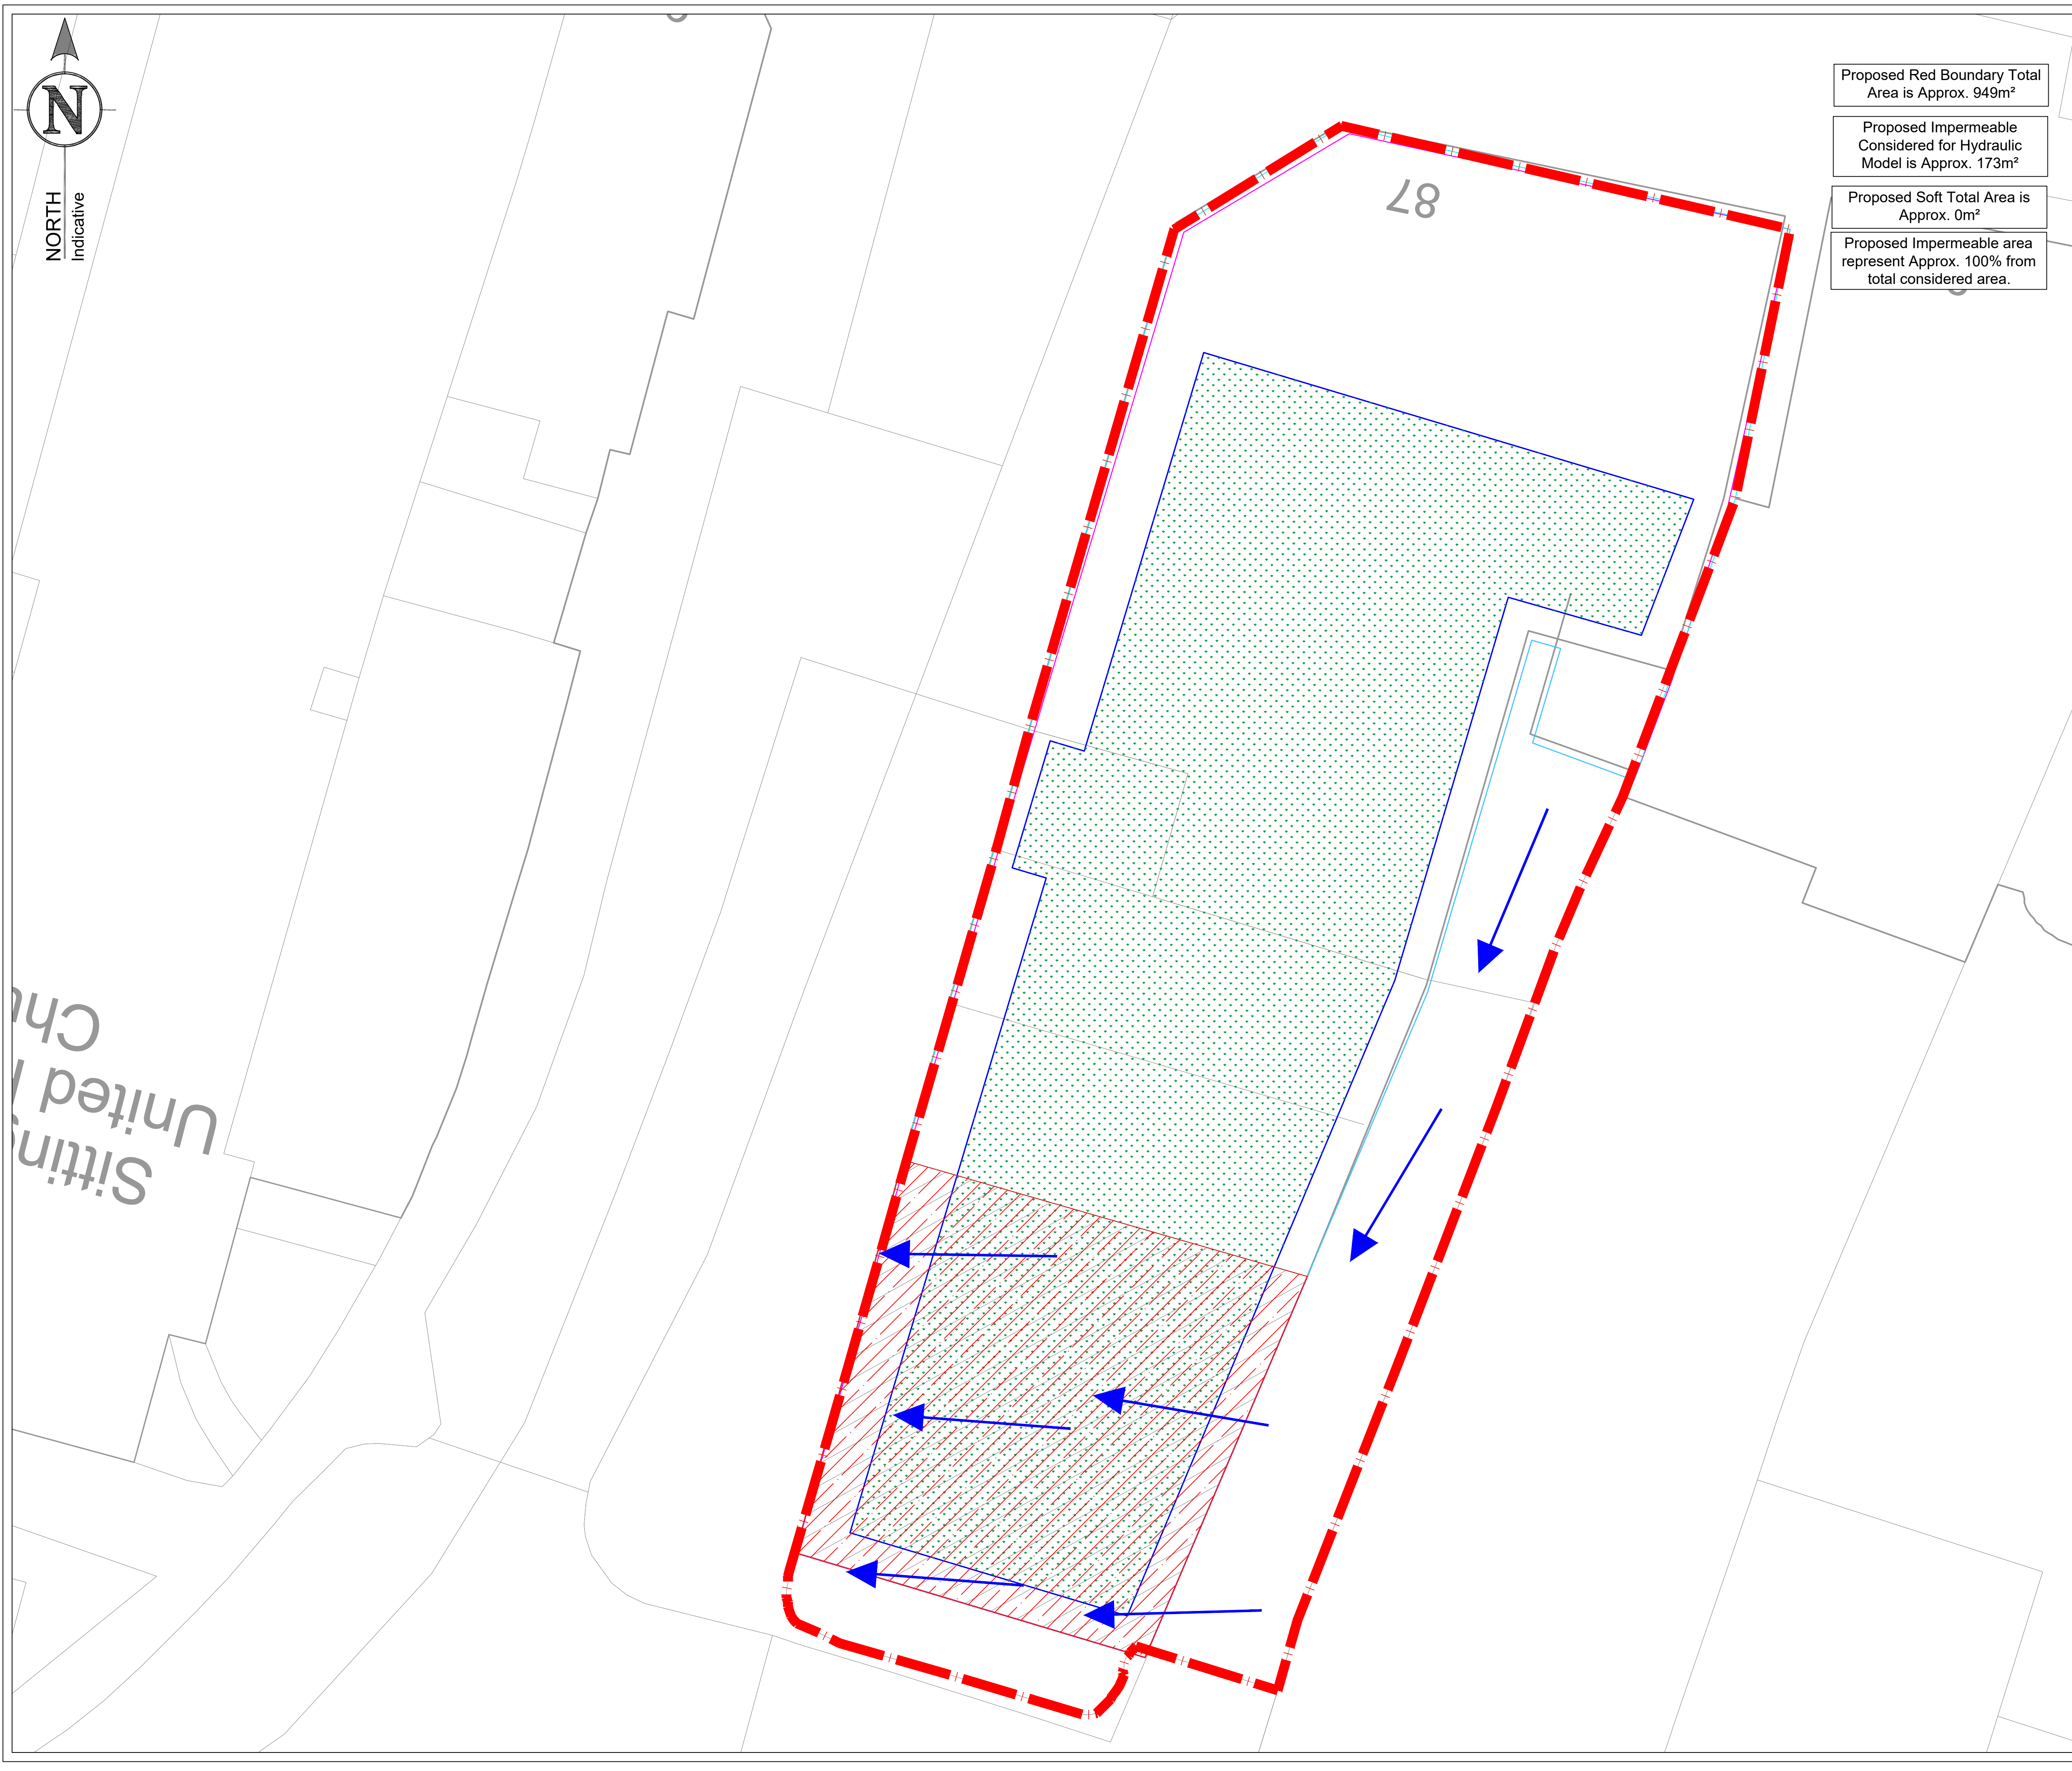 N
NORTH
Indicative
Proposed Red Boundary Total
Area is Approx. 949m²
Proposed Impermeable
Considered for Hydraulic
Model is Approx. 173m²
Proposed Soft Total Area is
Approx. 0m²
Proposed Impermeable area
represent Approx. 100% from
total considered area.
87
United